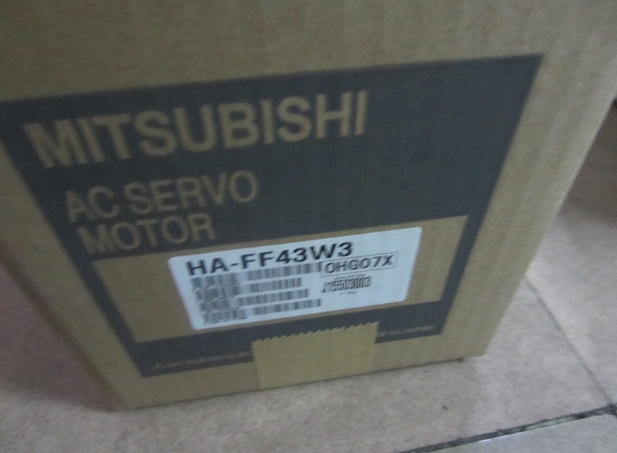 MITSUBISHI
AC SERVO
MOTOR
HA-FF43W3
OHG07X